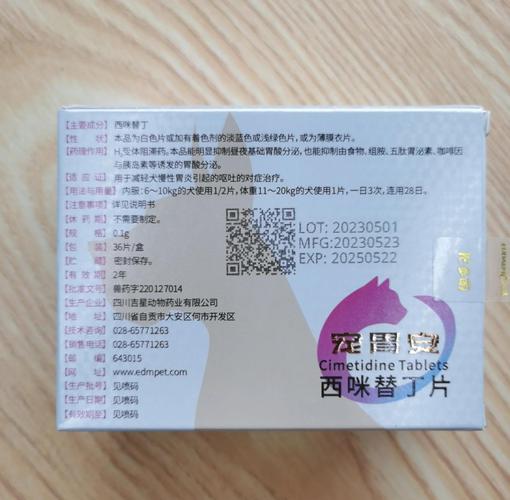 【主要成分】 西咪替丁
【性 状】 本品为白色片或加有着色剂的淡蓝色或浅绿色片，或为薄膜衣片。
【药理作用】 H₂受体阻滞药。本品能明显抑制昼夜基础胃酸分泌，也能抑制由食物、组胺、五肽胃泌素、咖啡因
与胰岛素等诱发的胃酸分泌。
【适 应 证】 用于减轻犬慢性胃炎引起的呕吐的对症治疗。
【用法与用量】 内服：6～10kg的犬使用1/2片，体重11～20kg的犬使用1片，一日3次，连用28日。
【注意事项】 详见说明书
【休 药 期】 不需要制定。
【规 格】 0.1g
【包 装】 36片/盒
【贮 藏】 密封保存。
【有 效 期】 2年
【批准文号】 兽药字220127014
【生产企业】 四川吉星动物药业有限公司
【地 址】 四川省自贡市大安区何市开发区
【技术咨询】 028-65771263
【销售电话】 028-65771263
【邮 编】 643015
【网 址】 www.edmpet.com
【生产批号】 见喷码
【生产日期】 见喷码
【有效期至】 见喷码
LOT: 20230501
MFG:20230523
EXP: 20250522
宠胃安
Cimetidine Tablets
西咪替丁片